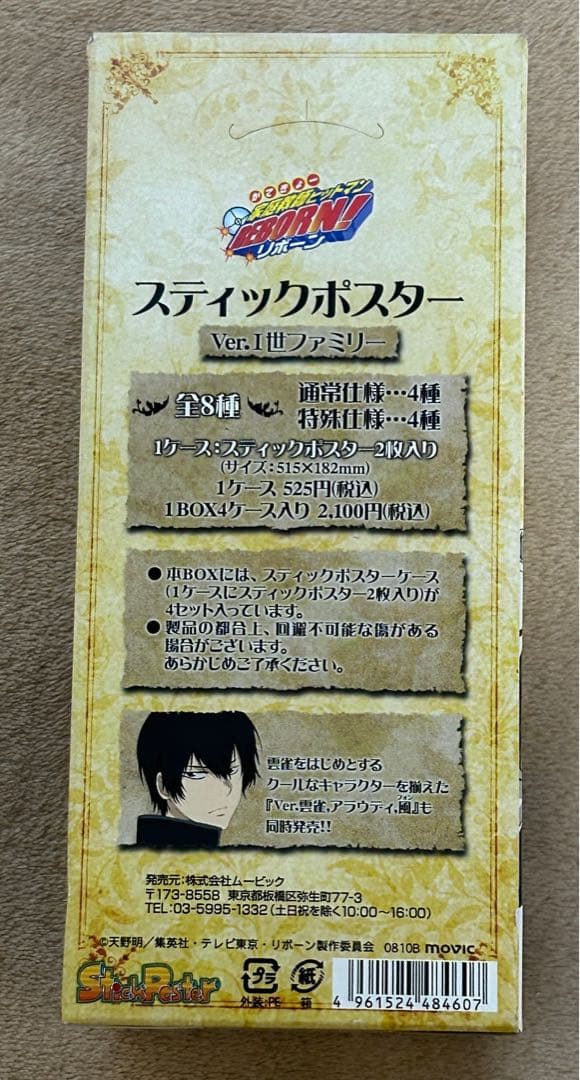 かてきょー
家庭教師ヒットマン
REBORN!
リボーン
スティックポスター
Ver.I世ファミリー
全8種
通常仕様…4種
特殊仕様…4種
1ケース:スティックポスター2枚入り
(サイズ:515×182mm)
1ケース 525円(税込)
1BOX4ケース入り 2,100円(税込)
●本BOXには、スティックポスターケース
(1ケースにスティックポスター2枚入り)が
4セット入っています。
●製品の都合上、回避不可能な傷がある
場合がございます。
あらかじめご了承ください。
雲雀をはじめとする
クールなキャラクターを揃えた
『Ver.雲雀,アラウディ,風』も
フォン
同時発売!!
発売元:株式会社ムービック
〒173-8558 東京都板橋区弥生町77-3
TEL:03-5995-1332(土日祝を除く10:00〜16:00)
©天野明/集英社・テレビ東京・リボーン製作委員会 0810B movic
StickPoster
プラ
外装:PE
紙
箱
4 961524 484607